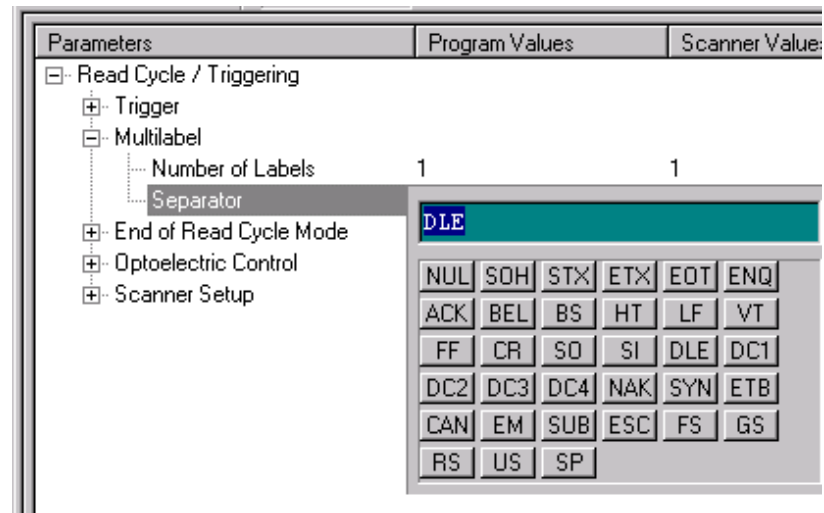 Parameters Program Values Scanner Values
Read Cycle / Triggering
Trigger
Multilabel
Number of Labels 1 1
Separator DLE
End of Read Cycle Mode
Optoelectric Control
Scanner Setup
NUL SOH STX ETX EOT ENQ
ACK BEL BS HT LF VT
FF CR SO SI DLE DC1
DC2 DC3 DC4 NAK SYN ETB
CAN EM SUB ESC FS GS
RS US SP